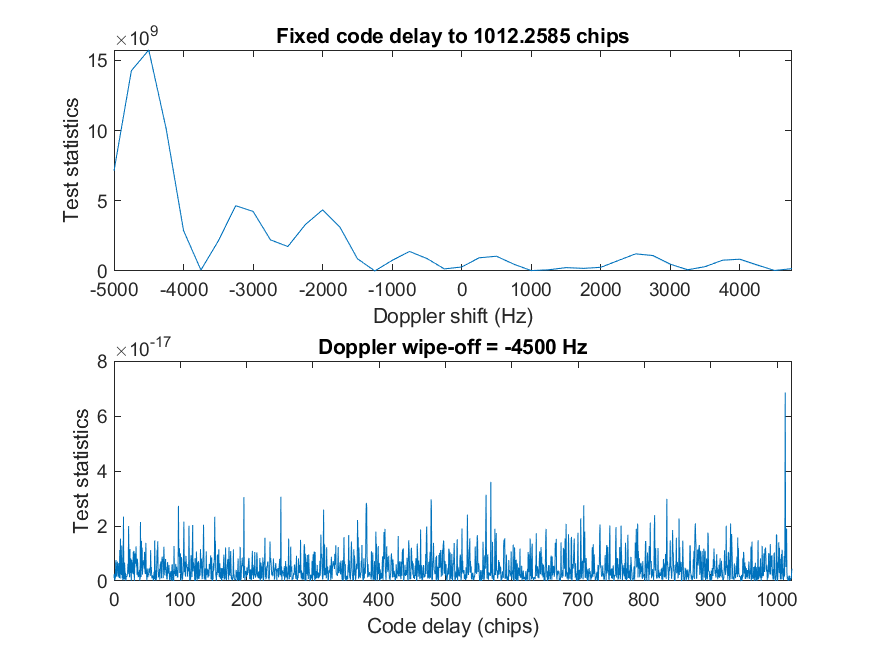 ×10⁹
Fixed code delay to 1012.2585 chips
15
10
5
0
Test statistics
-5000 -4000 -3000 -2000 -1000 0 1000 2000 3000 4000
Doppler shift (Hz)
×10⁻¹⁷
Doppler wipe-off = -4500 Hz
8
6
4
2
0
Test statistics
0 100 200 300 400 500 600 700 800 900 1000
Code delay (chips)